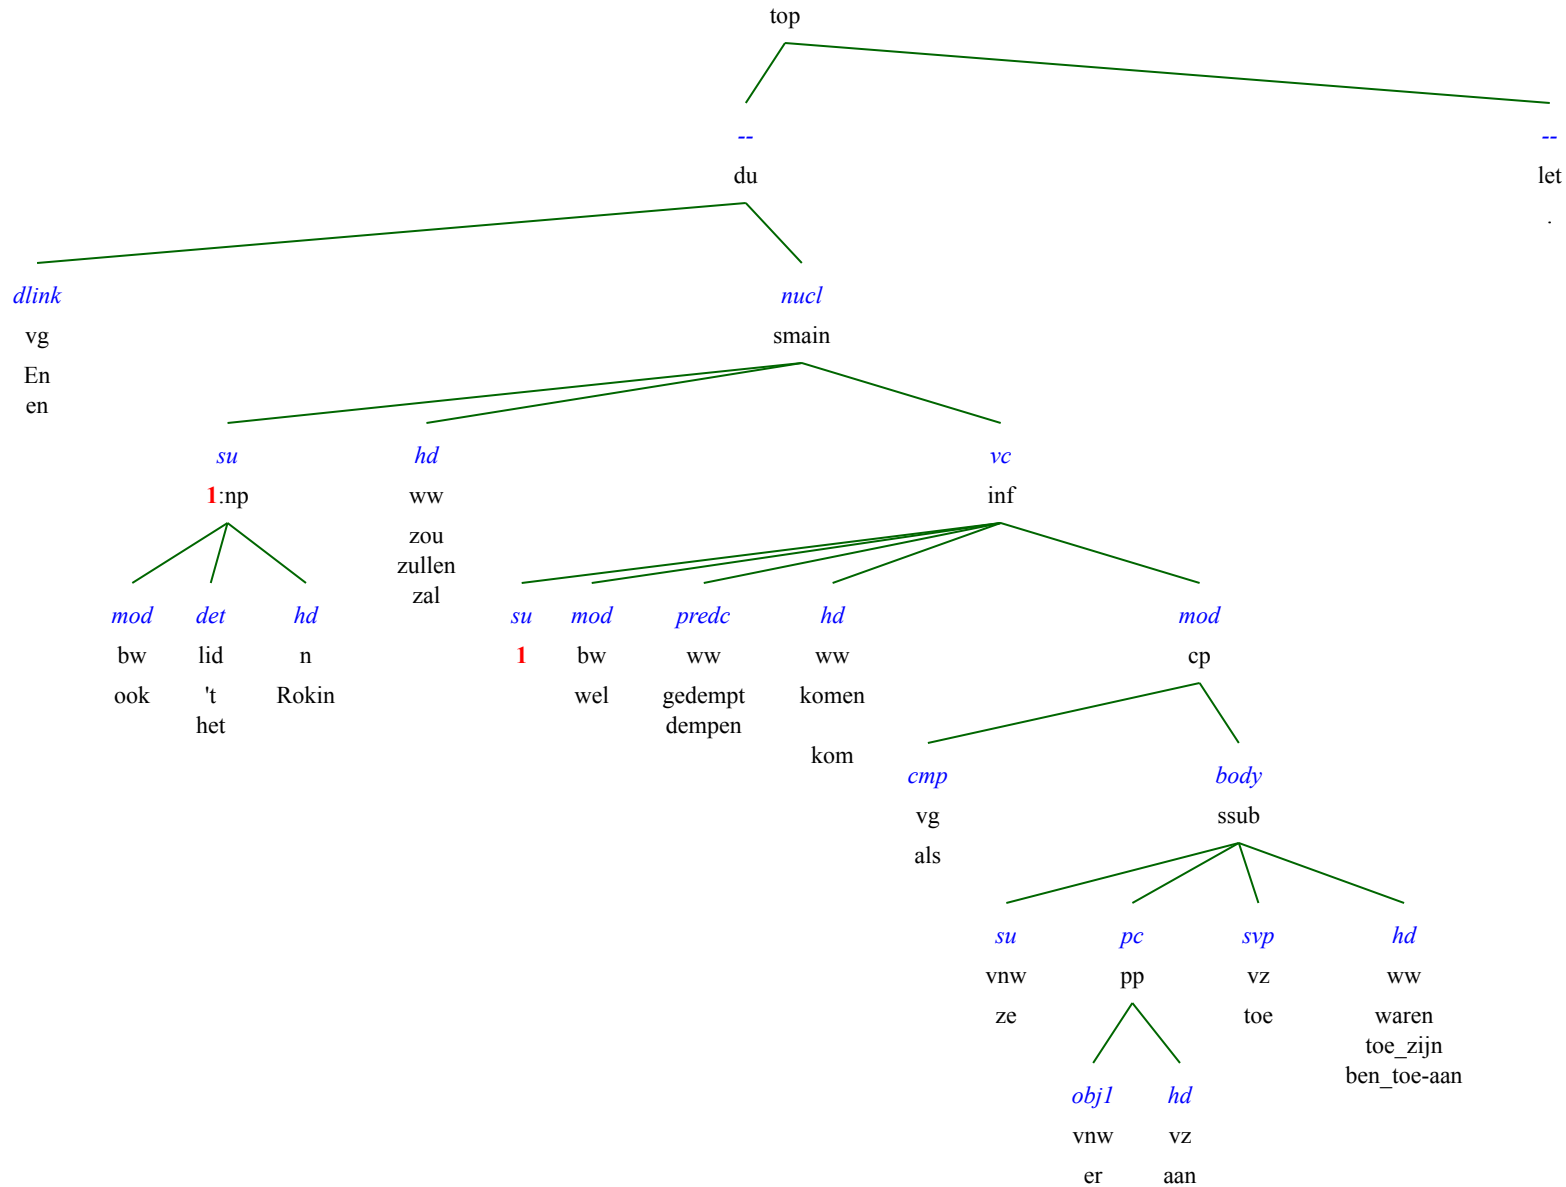 top
-- --
du let
.
dlink nucl
vg smain
En
en
su hd vc
1:np ww inf
zou
zullen
zal
mod det hd su mod predc hd mod
bw lid n 1 bw ww ww cp
ook 't Rokin wel gedempt komen
het dempen
kom
cmp body
vg ssub
als
su pc svp hd
vnw pp vz ww
ze toe waren
toe_zijn
ben_toe-aan
obj1 hd
vnw vz
er aan